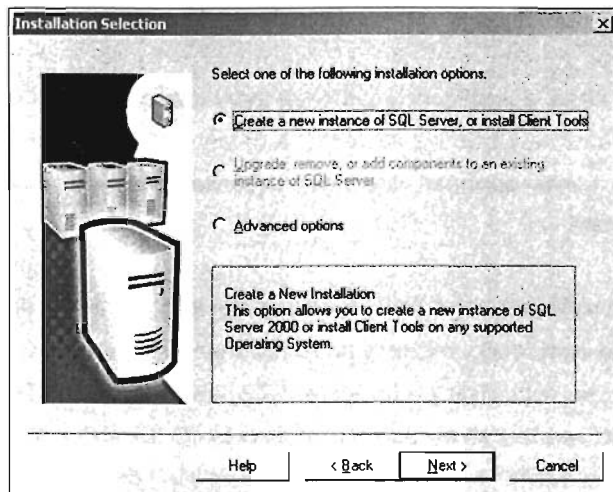 Installation Selection
Select one of the following installation options.
Create a new instance of SQL Server, or install Client Tools
Upgrade, remove, or add components to an existing
instance of SQL Server
Advanced options
Create a New Installation
This option allows you to create a new instance of SQL
Server 2000 or install Client Tools on any supported
Operating System.
Help
< Back
Next >
Cancel